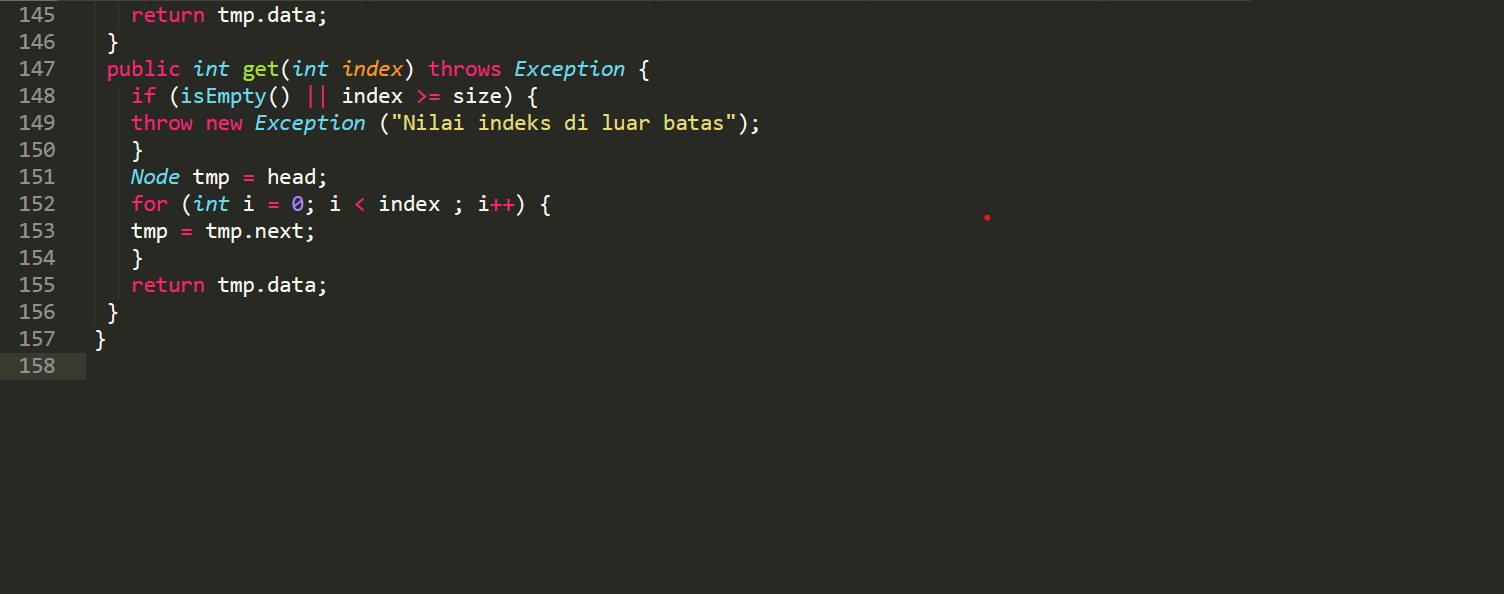 145 return tmp.data;
146 }
147 public int get(int index) throws Exception {
148 if (isEmpty() || index >= size) {
149 throw new Exception ("Nilai indeks di luar batas");
150 }
151 Node tmp = head;
152 for (int i = 0; i < index ; i++) {
153 tmp = tmp.next;
154 }
155 return tmp.data;
156 }
157 }
158